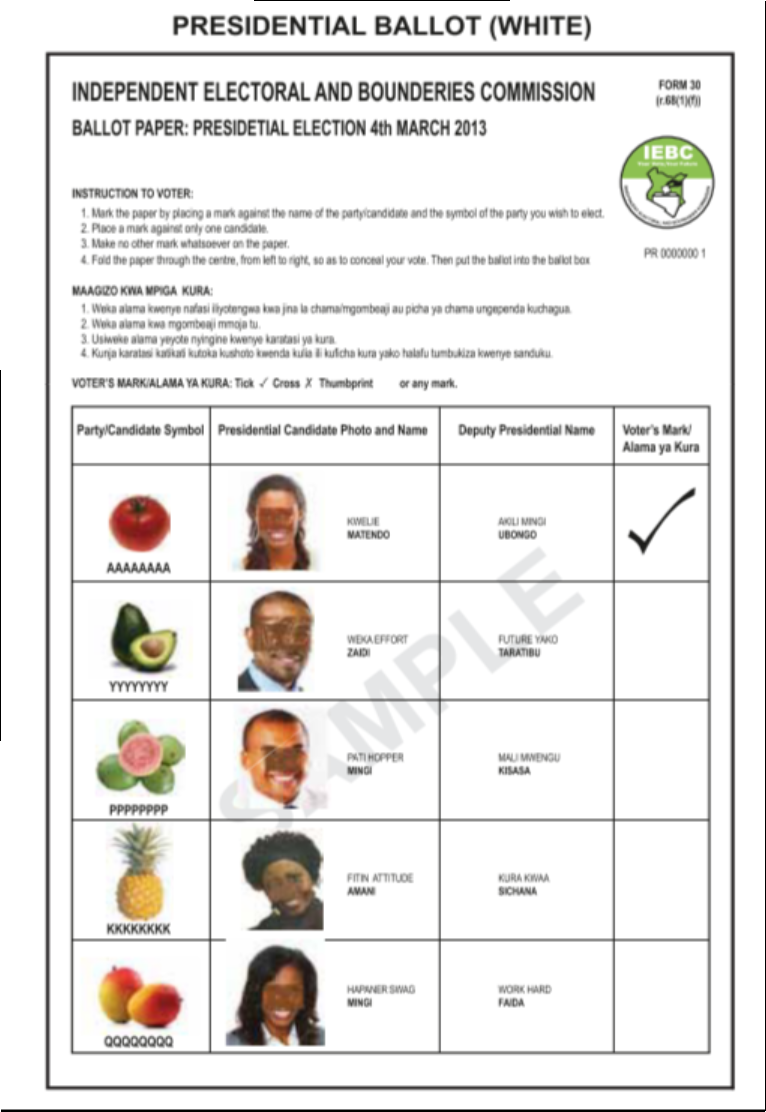 PRESIDENTIAL BALLOT (WHITE)
INDEPENDENT ELECTORAL AND BOUNDERIES COMMISSION
FORM 30
(r.68(1)(f))
BALLOT PAPER: PRESIDETIAL ELECTION 4th MARCH 2013
IEBC
Your Vote, Your Future
INSTRUCTION TO VOTER:
1. Mark the paper by placing a mark against the name of the party/candidate and the symbol of the party you wish to elect.
2. Place a mark against only one candidate.
3. Make no other mark whatsoever on the paper.
4. Fold the paper through the centre, from left to right, so as to conceal your vote. Then put the ballot into the ballot box
PR 0000000 1
MAAGIZO KWA MPIGA KURA:
1. Weka alama kwenye nafasi iliyotengwa kwa jina la chama/mgombeaji au picha ya chama ungependa kuchagua.
2. Weka alama kwa mgombeaji mmoja tu.
3. Usiweke alama yeyote nyingine kwenye karatasi ya kura.
4. Kunja karatasi katikati kutoka kushoto kwenda kulia ili kuficha kura yako halafu tumbukiza kwenye sanduku.
VOTER'S MARK/ALAMA YA KURA: Tick ✓ Cross ✗ Thumbprint or any mark.
Party/Candidate Symbol
Presidential Candidate Photo and Name
Deputy Presidential Name
Voter's Mark/
Alama ya Kura
AAAAAAAA
KWELIE
MATENDO
AKILI MINGI
UBONGO
✓
YYYYYYYY
WEKA EFFORT
ZAIDI
FUTURE YAKO
TARATIBU
PPPPPPPP
PATI HOPPER
MINGI
MALI MWENGU
KISASA
KKKKKKKK
FITIN ATTITUDE
AMANI
KURA KWAA
SICHANA
QQQQQQQQ
HAPANER SWAG
MINGI
WORK HARD
FAIDA
SAMPLE